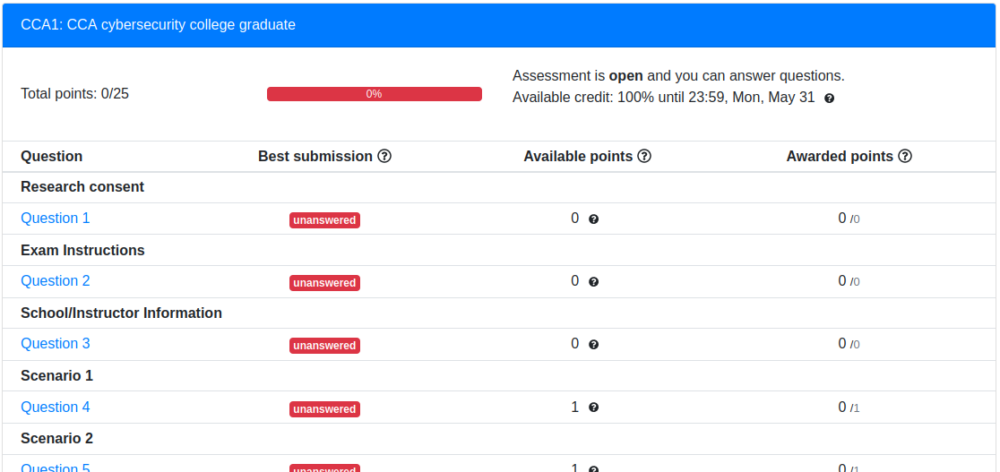 CCA1: CCA cybersecurity college graduate
Total points: 0/25
0%
Assessment is open and you can answer questions.
Available credit: 100% until 23:59, Mon, May 31 ?
Question Best submission ? Available points ? Awarded points ?
Research consent
Question 1 unanswered 0 ? 0 /0
Exam Instructions
Question 2 unanswered 0 ? 0 /0
School/Instructor Information
Question 3 unanswered 0 ? 0 /0
Scenario 1
Question 4 unanswered 1 ? 0 /1
Scenario 2
Question 5 unanswered 1 ? 0 /1